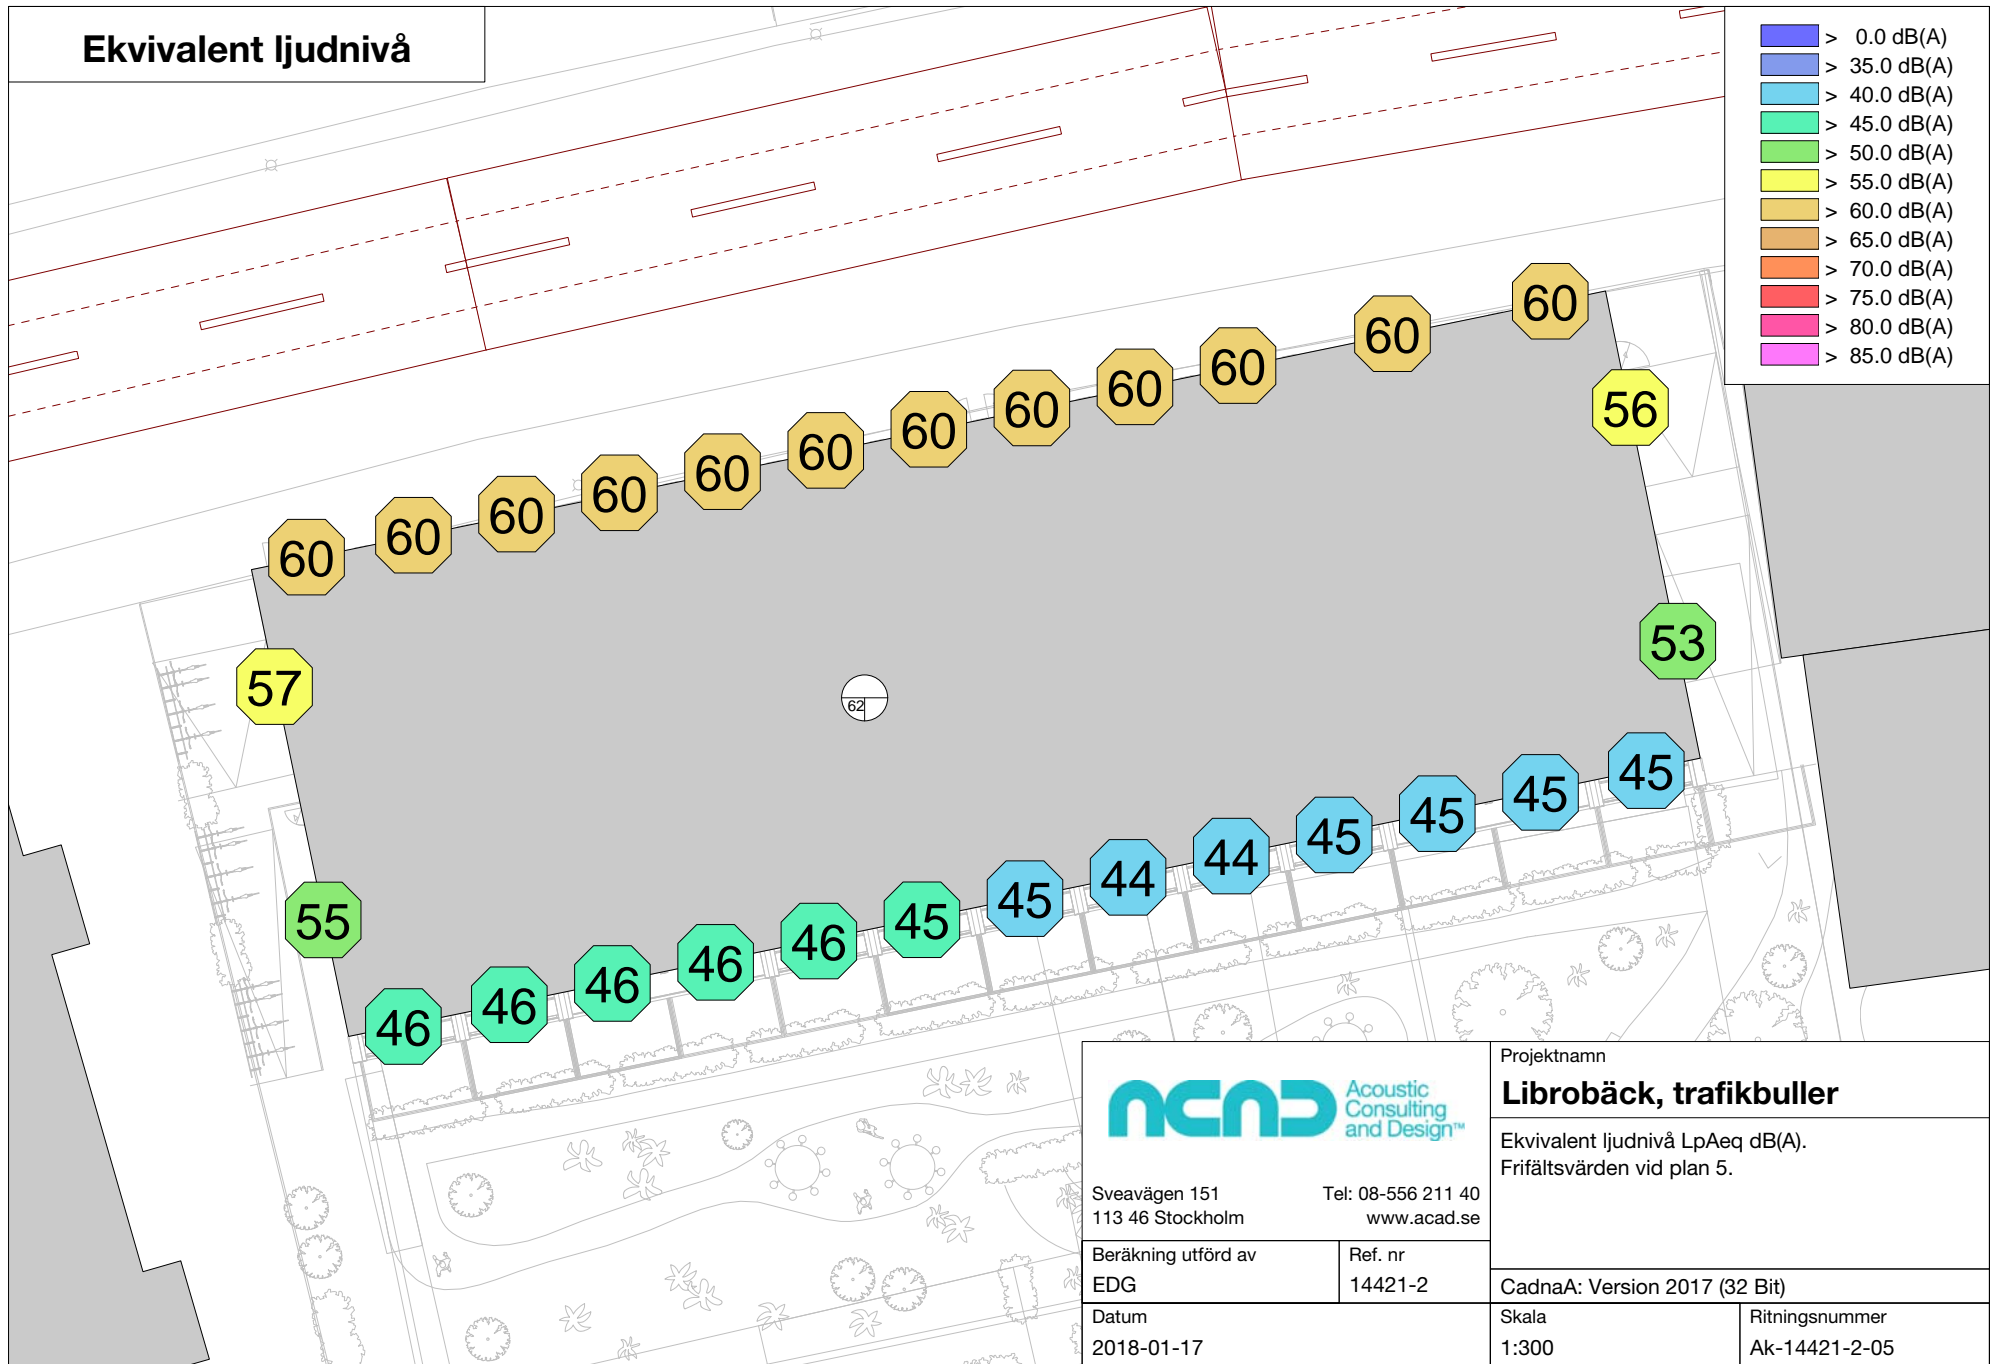 Ekvivalent ljudnivå
> 0.0 dB(A)
> 35.0 dB(A)
> 40.0 dB(A)
> 45.0 dB(A)
> 50.0 dB(A)
> 55.0 dB(A)
> 60.0 dB(A)
> 65.0 dB(A)
> 70.0 dB(A)
> 75.0 dB(A)
> 80.0 dB(A)
> 85.0 dB(A)
60 60 60 60 60 60 60 60 60 60 60 60
56
53
57
55
62
46 46 46 46 46 45 45 44 44 45 45 45 45
acad
Acoustic
Consulting
and Design™
Sveavägen 151
113 46 Stockholm
Tel: 08-556 211 40
www.acad.se
Projektnamn
Librobäck, trafikbuller
Ekvivalent ljudnivå LpAeq dB(A).
Frifältsvärden vid plan 5.
Beräkning utförd av
EDG
Ref. nr
14421-2
CadnaA: Version 2017 (32 Bit)
Datum
2018-01-17
Skala
1:300
Ritningsnummer
Ak-14421-2-05